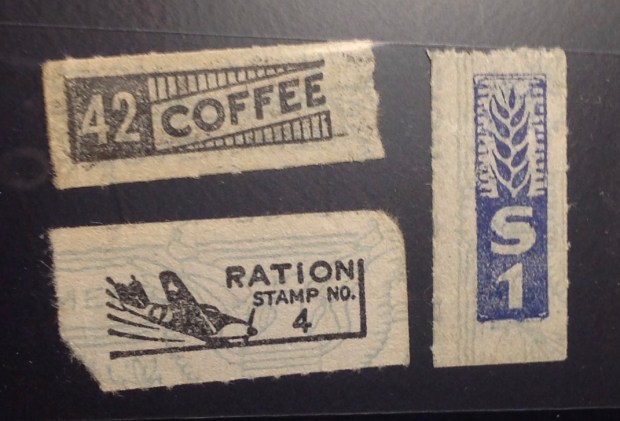 42 COFFEE
RATION
STAMP NO.
4
S
1